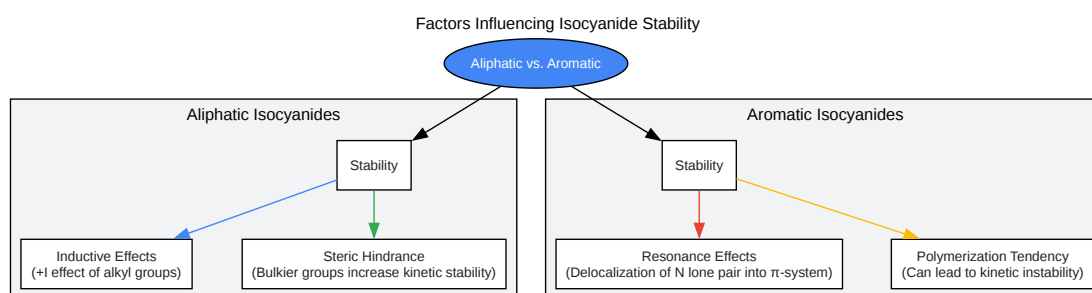 Factors Influencing Isocyanide Stability
Aliphatic vs. Aromatic
Aliphatic Isocyanides
Stability
Inductive Effects
(+I effect of alkyl groups)
Steric Hindrance
(Bulkier groups increase kinetic stability)
Aromatic Isocyanides
Stability
Resonance Effects
(Delocalization of N lone pair into π-system)
Polymerization Tendency
(Can lead to kinetic instability)